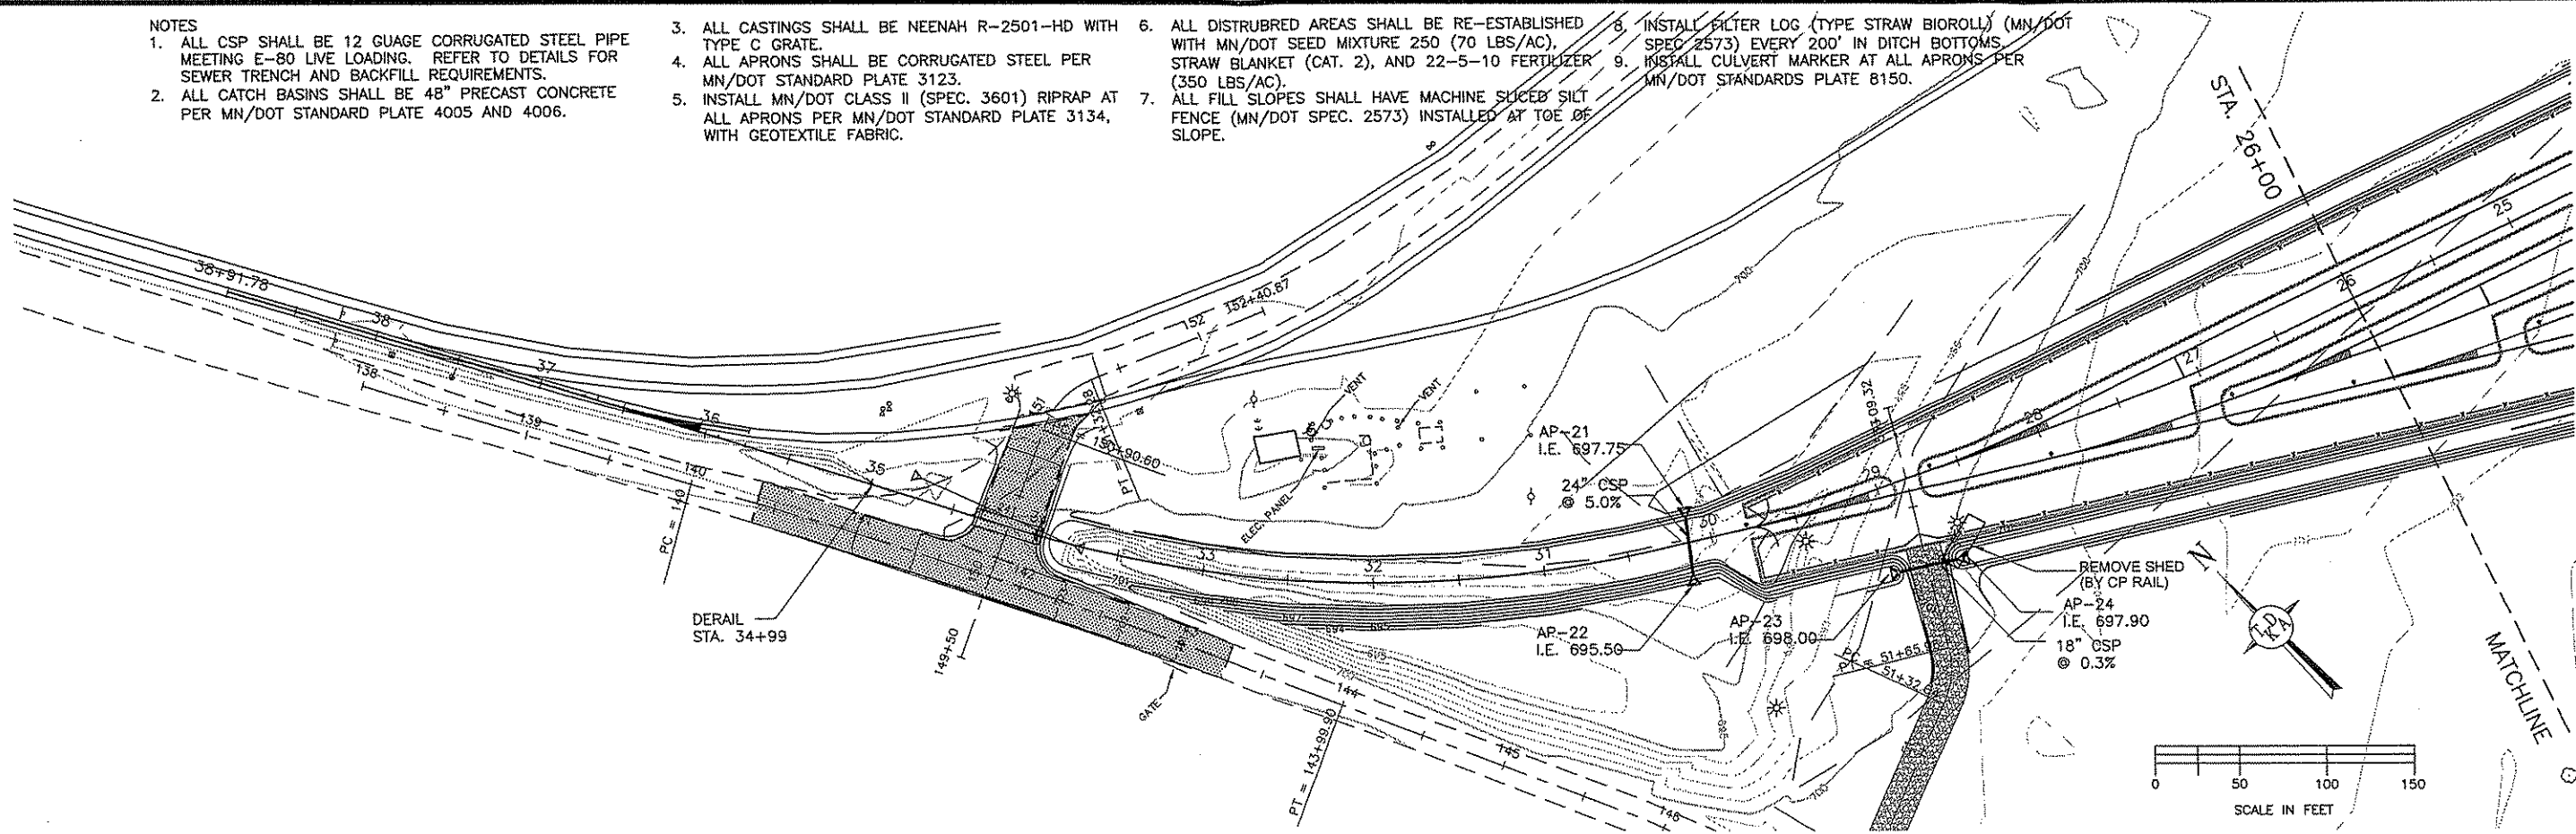 NOTES
1. ALL CSP SHALL BE 12 GUAGE CORRUGATED STEEL PIPE
MEETING E-80 LIVE LOADING. REFER TO DETAILS FOR
SEWER TRENCH AND BACKFILL REQUIREMENTS.
2. ALL CATCH BASINS SHALL BE 48" PRECAST CONCRETE
PER MN/DOT STANDARD PLATE 4005 AND 4006.
3. ALL CASTINGS SHALL BE NEENAH R-2501-HD WITH
TYPE C GRATE.
4. ALL APRONS SHALL BE CORRUGATED STEEL PER
MN/DOT STANDARD PLATE 3123.
5. INSTALL MN/DOT CLASS II (SPEC. 3601) RIPRAP AT
ALL APRONS PER MN/DOT STANDARD PLATE 3134,
WITH GEOTEXTILE FABRIC.
6. ALL DISTRUBRED AREAS SHALL BE RE-ESTABLISHED
WITH MN/DOT SEED MIXTURE 250 (70 LBS/AC),
STRAW BLANKET (CAT. 2), AND 22-5-10 FERTILIZER
(350 LBS/AC).
7. ALL FILL SLOPES SHALL HAVE MACHINE SLICED SILT
FENCE (MN/DOT SPEC. 2573) INSTALLED AT TOE OF
SLOPE.
8. INSTALL FILTER LOG (TYPE STRAW BIOROLL) (MN/DOT
SPEC 2573) EVERY 200' IN DITCH BOTTOMS.
9. INSTALL CULVERT MARKER AT ALL APRONS PER
MN/DOT STANDARDS PLATE 8150.
STA. 26+00
25
26
27
28
29
30
31
32
33
35
36
37
38
38+91.78
138
139
140
PC = 140
DERAIL
STA. 34+99
149+50
151
150+90.60
152
152+40.87
PT =
VENT
VENT
ELEC. PANEL
GATE
144
PT = 143+99.90
145
146
700
700
700
700
695
694
AP-21
I.E. 697.75
24" CSP
@ 5.0%
AP-22
I.E. 695.50
AP-23
I.E. 698.00
PC
PT
51+65
51+32
REMOVE SHED
(BY CP RAIL)
AP-24
I.E. 697.90
18" CSP
@ 0.3%
N
MATCHLINE
0 50 100 150
SCALE IN FEET